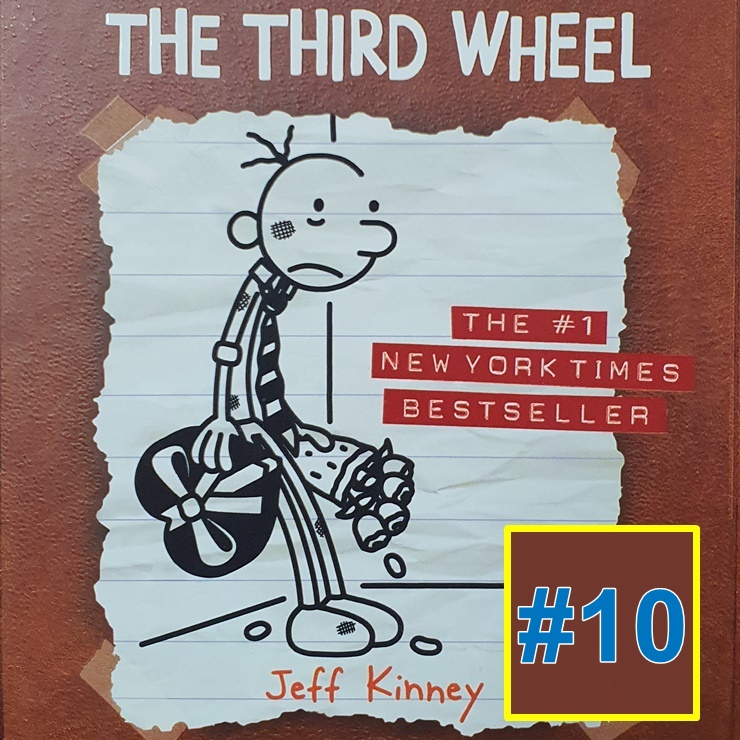 THE THIRD WHEEL
THE #1
NEW YORK TIMES
BESTSELLER
#10
Jeff Kinney